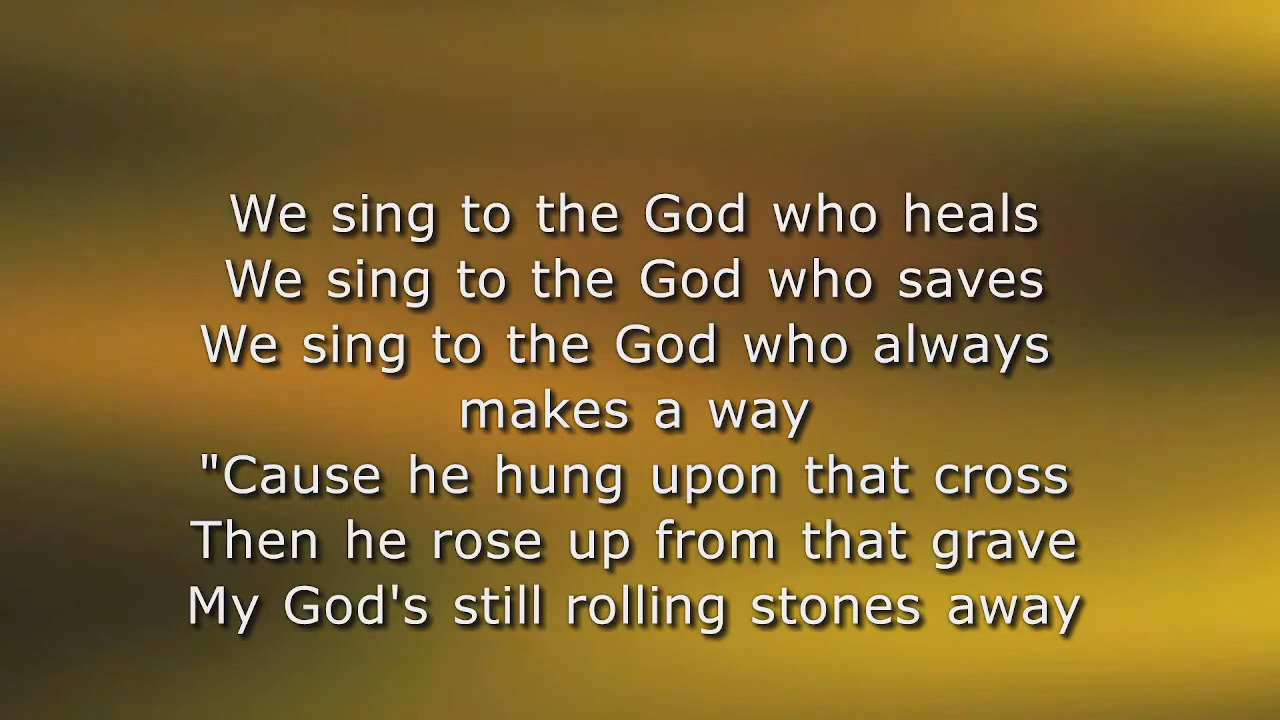 We sing to the God who heals
We sing to the God who saves
We sing to the God who always
makes a way
"Cause he hung upon that cross
Then he rose up from that grave
My God's still rolling stones away